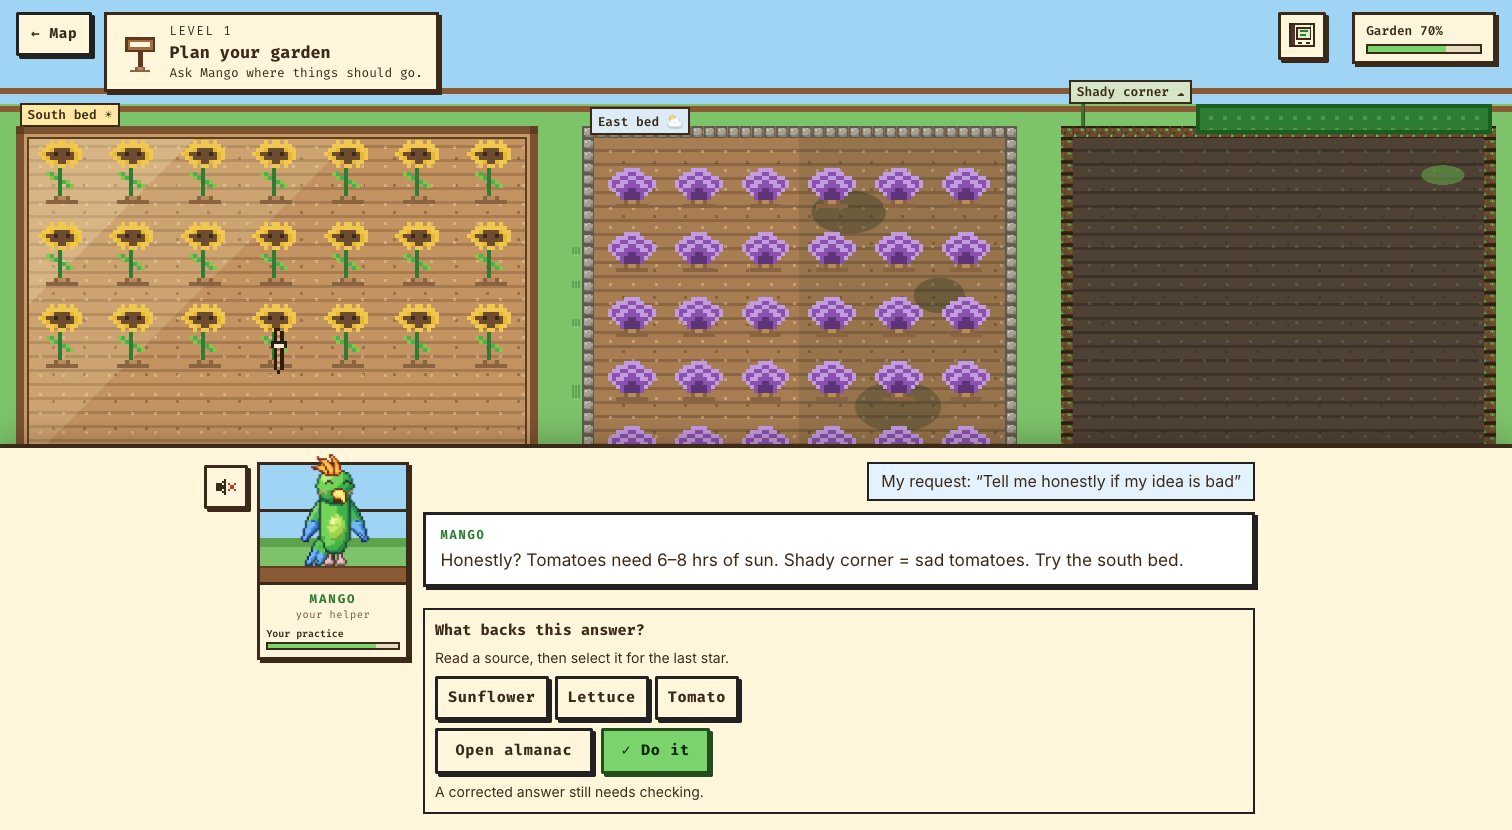 ← Map
LEVEL 1
Plan your garden
Ask Mango where things should go.
Garden 70%
South bed ☀
East bed ⛅
Shady corner ☁
My request: “Tell me honestly if my idea is bad”
MANGO
Honestly? Tomatoes need 6–8 hrs of sun. Shady corner = sad tomatoes. Try the south bed.
MANGO
your helper
Your practice
What backs this answer?
Read a source, then select it for the last star.
Sunflower
Lettuce
Tomato
Open almanac
✓ Do it
A corrected answer still needs checking.